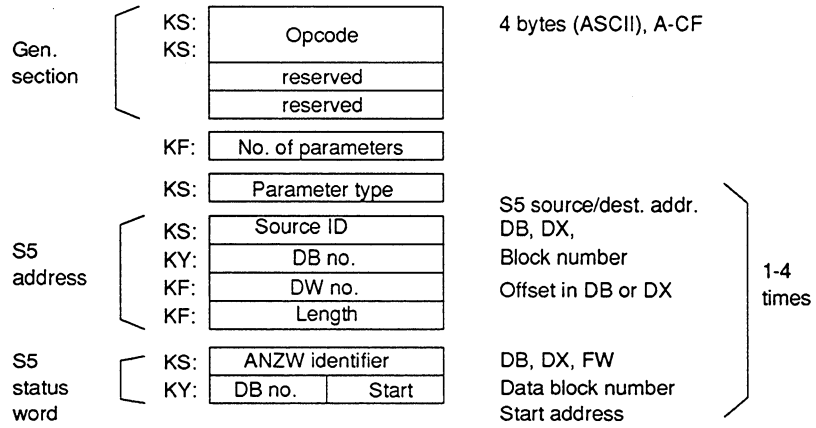 KS: Opcode 4 bytes (ASCII), A-CF
Gen. KS:
section reserved
reserved
KF: No. of parameters
KS: Parameter type
S5 source/dest. addr.
KS: Source ID DB, DX,
S5 KY: DB no. Block number
address KF: DW no. Offset in DB or DX
KF: Length
1-4
times
S5 KS: ANZW identifier DB, DX, FW
status KY: DB no. Start Data block number
word Start address